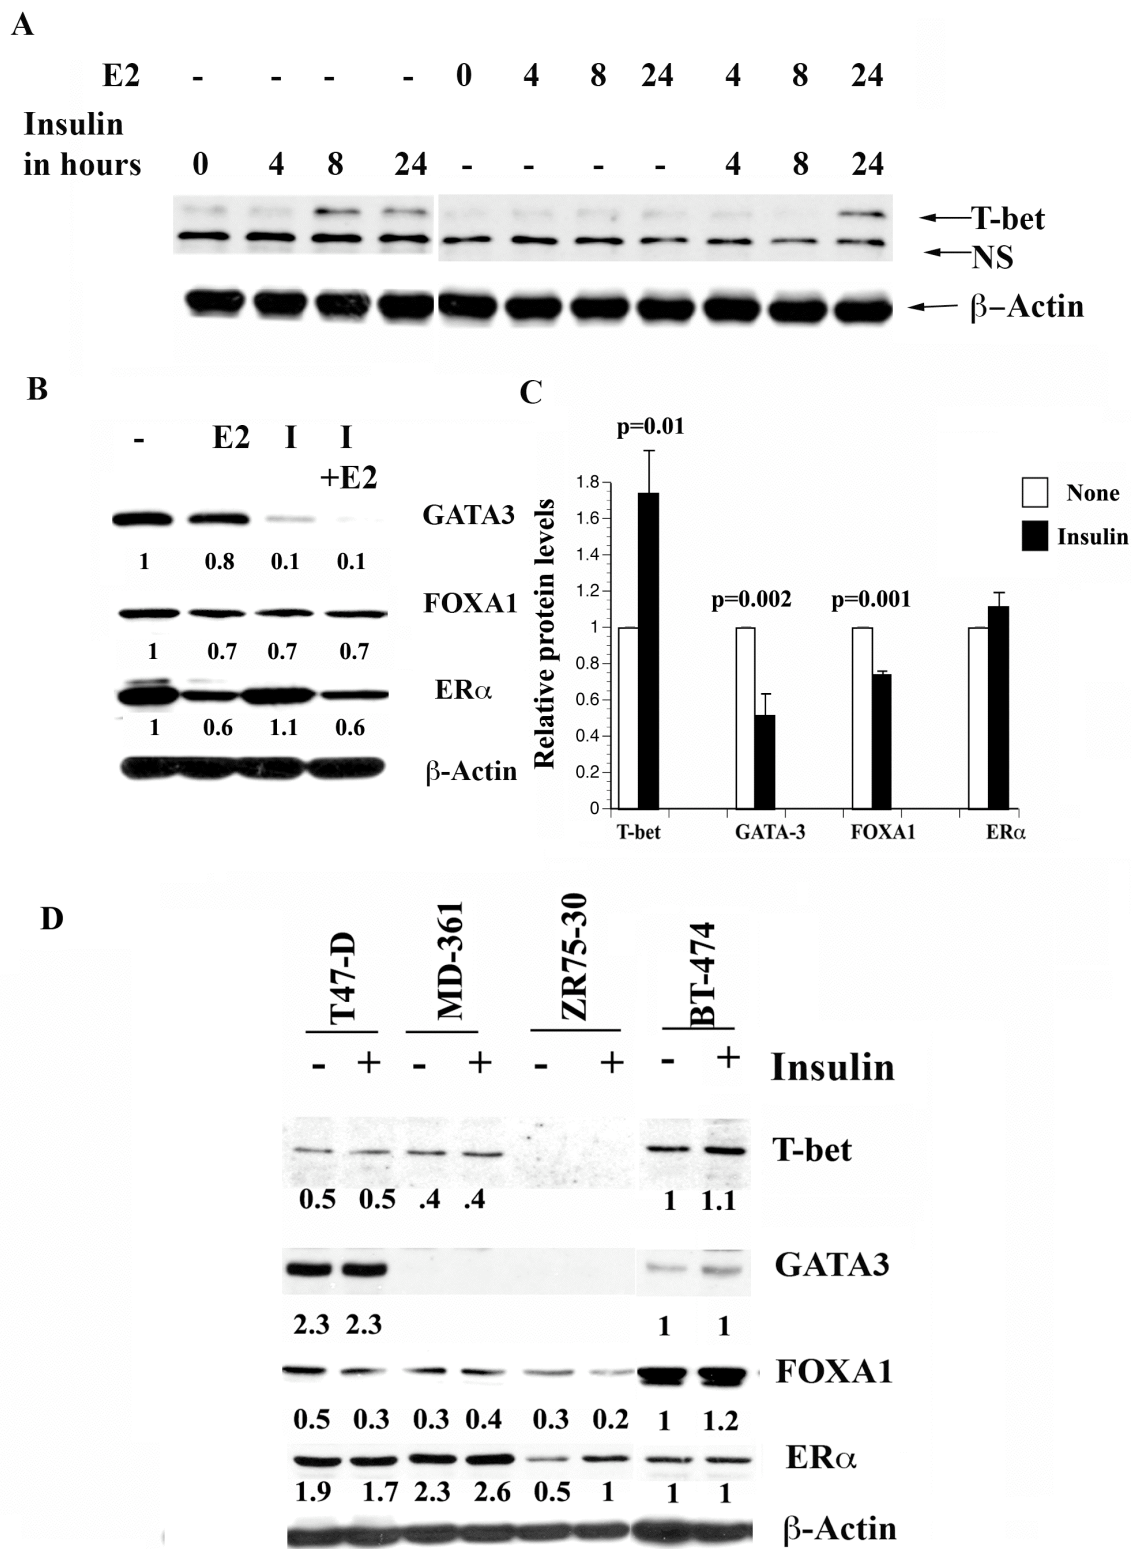 A
E2 - - - - 0 4 8 24 4 8 24
Insulin
in hours 0 4 8 24 - - - - 4 8 24
T-bet
NS
β–Actin
B
- E2 I I
+E2
GATA3
1 0.8 0.1 0.1
FOXA1
1 0.7 0.7 0.7
ERα
1 0.6 1.1 0.6
β-Actin
C
p=0.01
1.8
1.6
1.4
1.2
1
0.8
0.6
0.4
0.2
0
Relative protein levels
p=0.002 p=0.001
None
Insulin
T-bet GATA-3 FOXA1 ERα
D
T47-D MD-361 ZR75-30 BT-474
- + - + - + - + Insulin
T-bet
0.5 0.5 .4 .4 1 1.1
GATA3
2.3 2.3 1 1
FOXA1
0.5 0.3 0.3 0.4 0.3 0.2 1 1.2
ERα
1.9 1.7 2.3 2.6 0.5 1 1 1
β-Actin